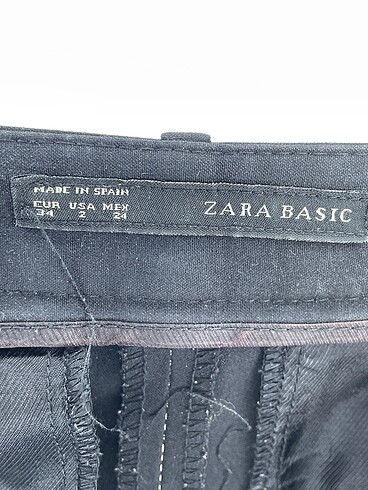 MADE IN SPAIN
EUR USA MEX
34 2 24
ZARA BASIC